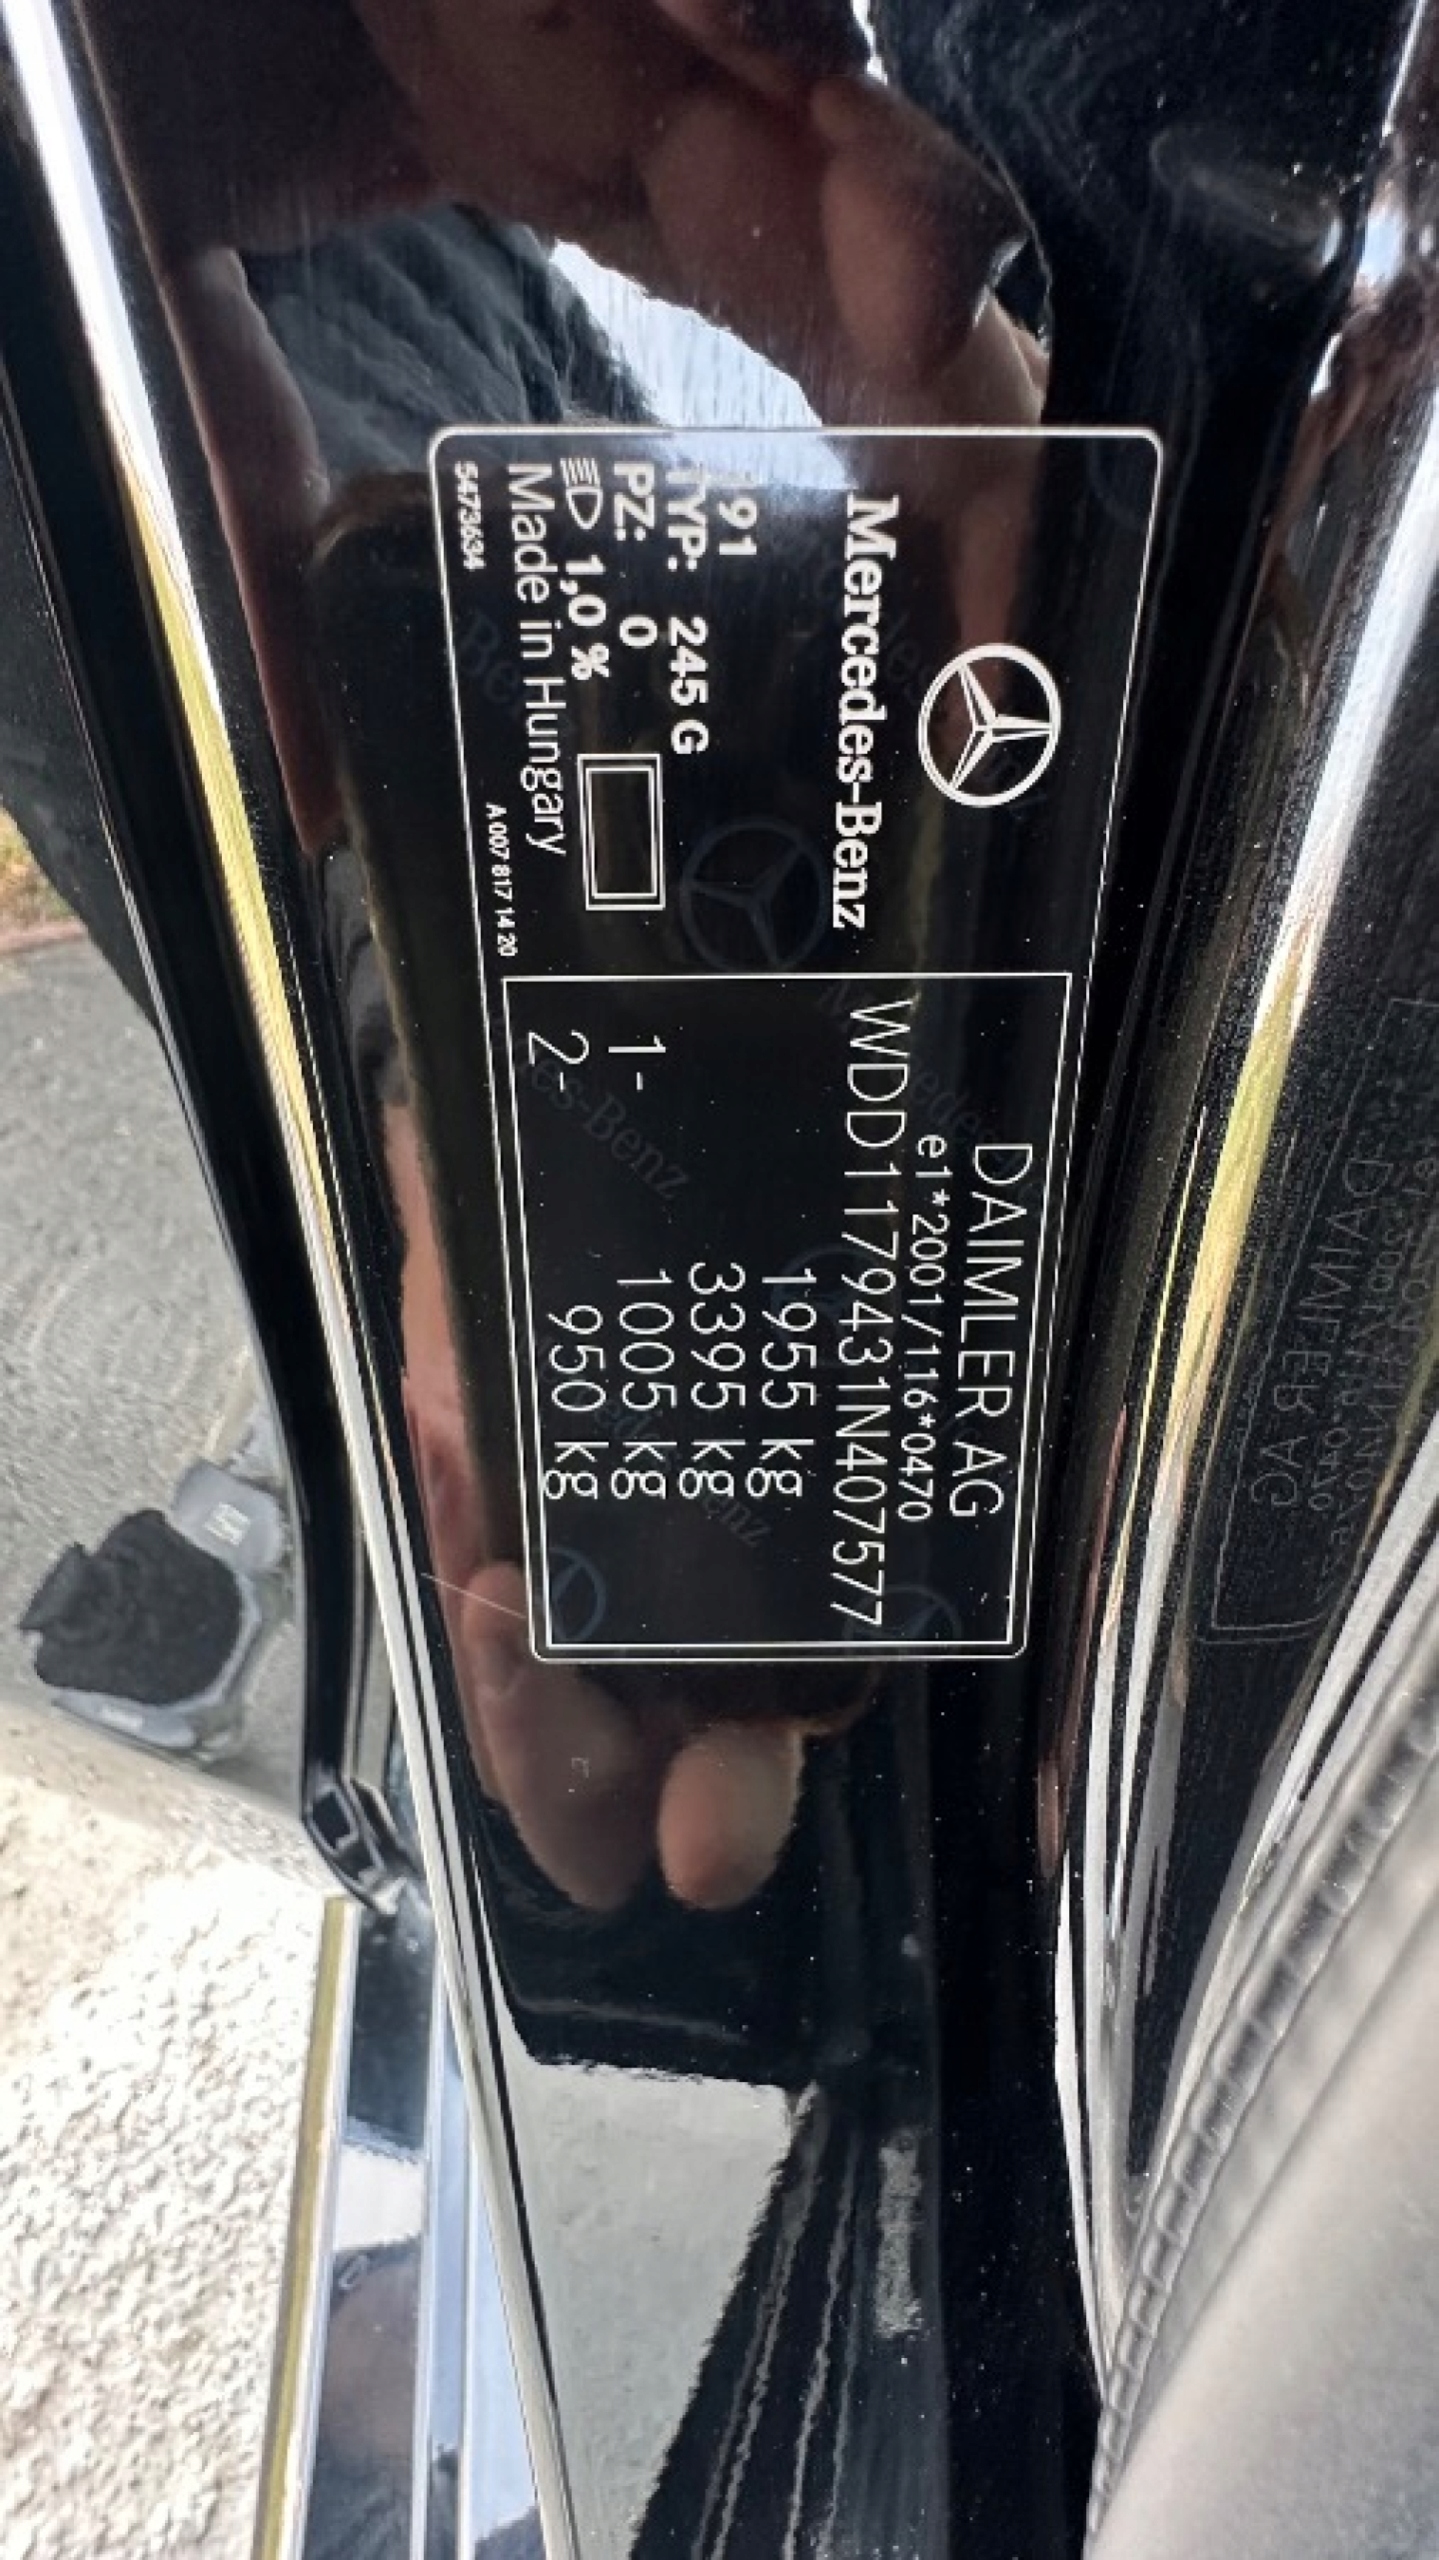 Mercedes-Benz
191
TYP: 245 G
PZ: 0
1,0 %
Made in Hungary
5473634
A 007 817 14 20
DAIMLER AG
e1*2001/116*0470
WDD1179431N407577
1955 kg
3395 kg
1- 1005 kg
2- 950 kg